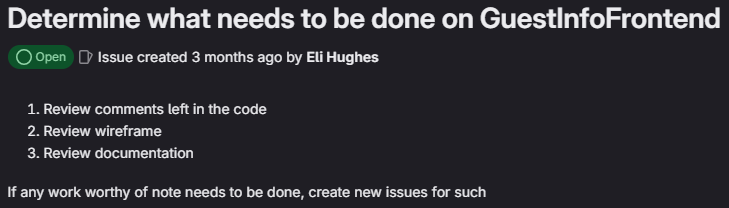 Determine what needs to be done on GuestInfoFrontend
Open Issue created 3 months ago by Eli Hughes
1. Review comments left in the code
2. Review wireframe
3. Review documentation
If any work worthy of note needs to be done, create new issues for such